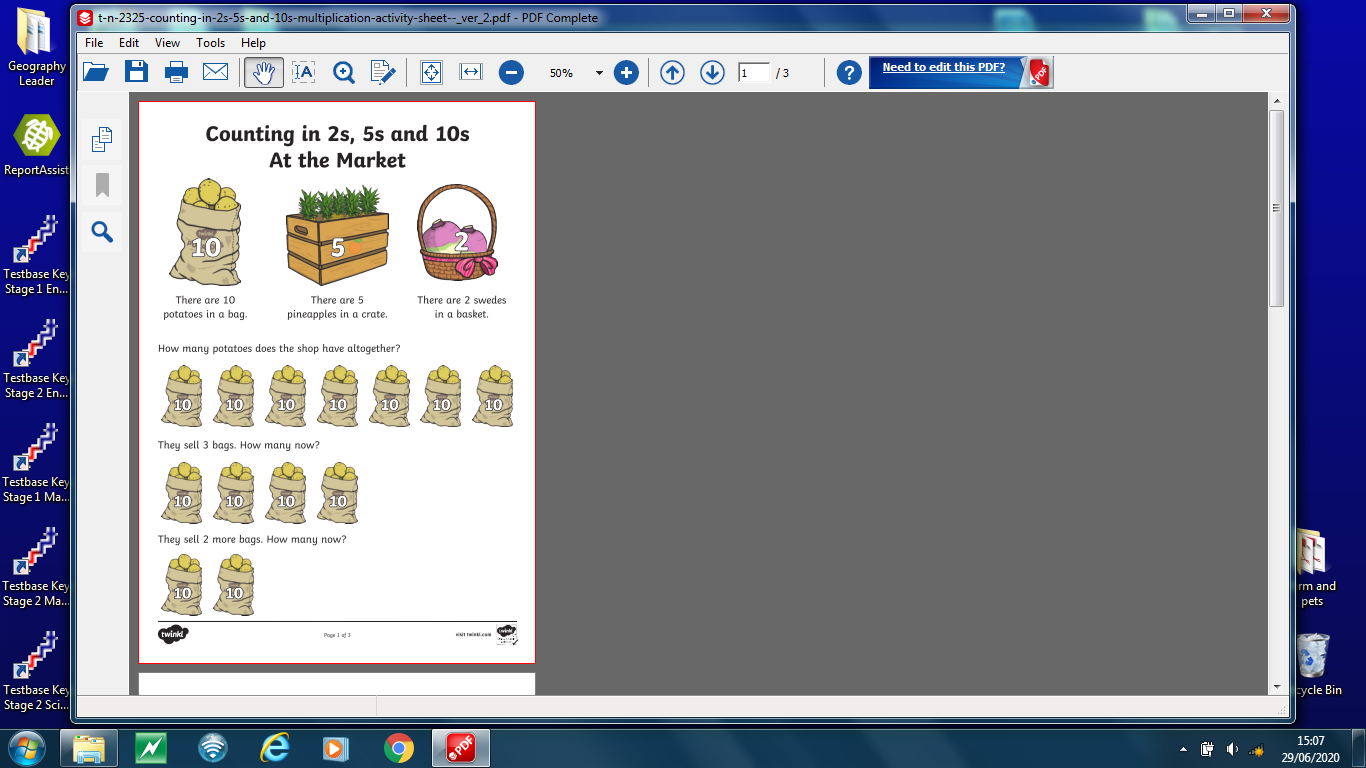 t-n-2325-counting-in-2s-5s-and-10s-multiplication-activity-sheet--_ver_2.pdf - PDF Complete
File Edit View Tools Help
50%
1 / 3
Need to edit this PDF?
PDF
Geography
Leader
ReportAssist
Testbase Key
Stage 1 En...
Testbase Key
Stage 2 En...
Testbase Key
Stage 1 Ma...
Testbase Key
Stage 2 Ma...
Testbase Key
Stage 2 Sci...
Counting in 2s, 5s and 10s
At the Market
10 5 2
There are 10
potatoes in a bag.
There are 5
pineapples in a crate.
There are 2 swedes
in a basket.
How many potatoes does the shop have altogether?
10 10 10 10 10 10 10
They sell 3 bags. How many now?
10 10 10 10
They sell 2 more bags. How many now?
10 10
twinkl
Page 1 of 3
visit twinkl.com
twinkl
rm and
pets
cycle Bin
PDF
15:07
29/06/2020